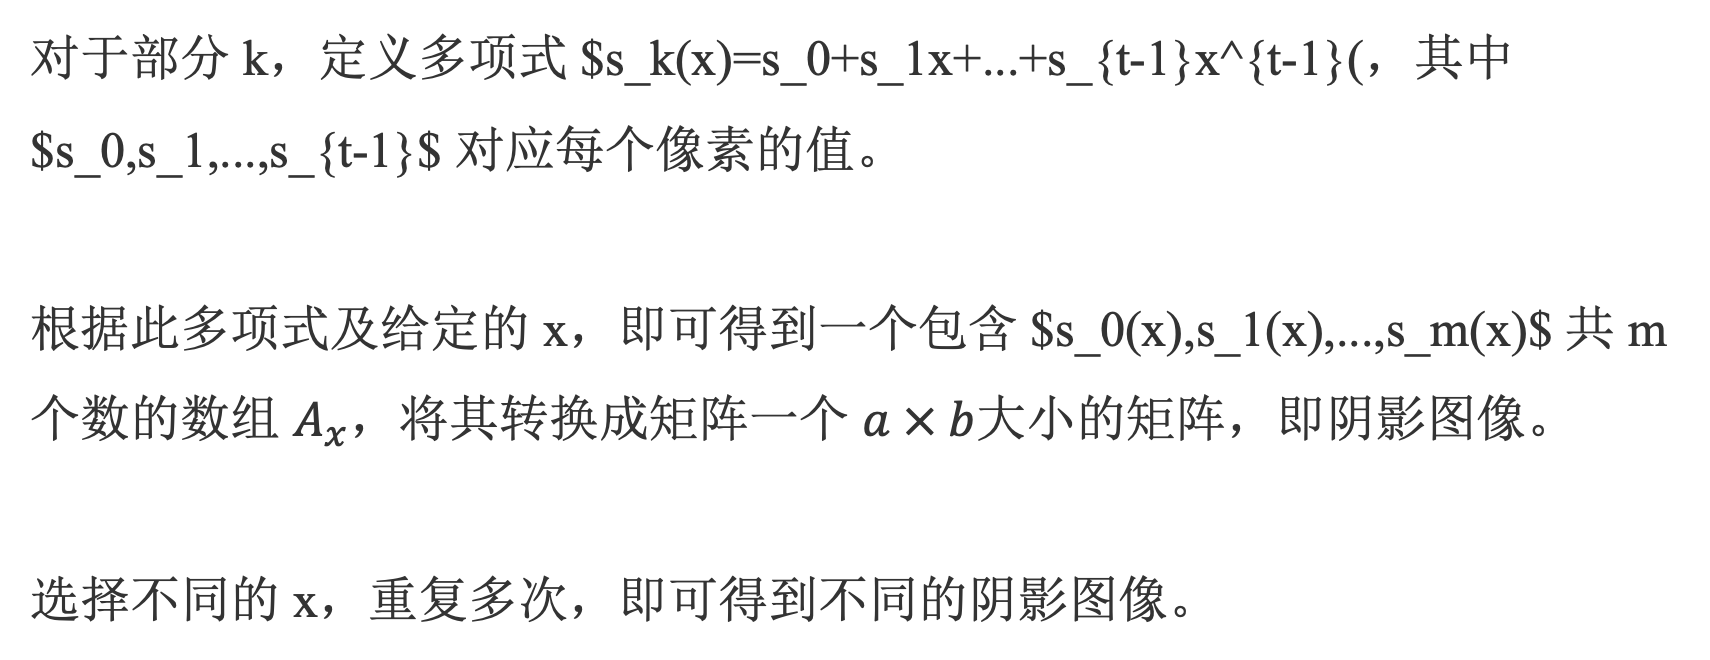 对于部分 k，定义多项式 $s_k(x)=s_0+s_1x+...+s_{t-1}x^{t-1}(，其中
$s_0,s_1,...,s_{t-1}$ 对应每个像素的值。
根据此多项式及给定的 x，即可得到一个包含 $s_0(x),s_1(x),...,s_m(x)$ 共 m
个数的数组 Aₓ，将其转换成矩阵一个 a × b大小的矩阵，即阴影图像。
选择不同的 x，重复多次，即可得到不同的阴影图像。